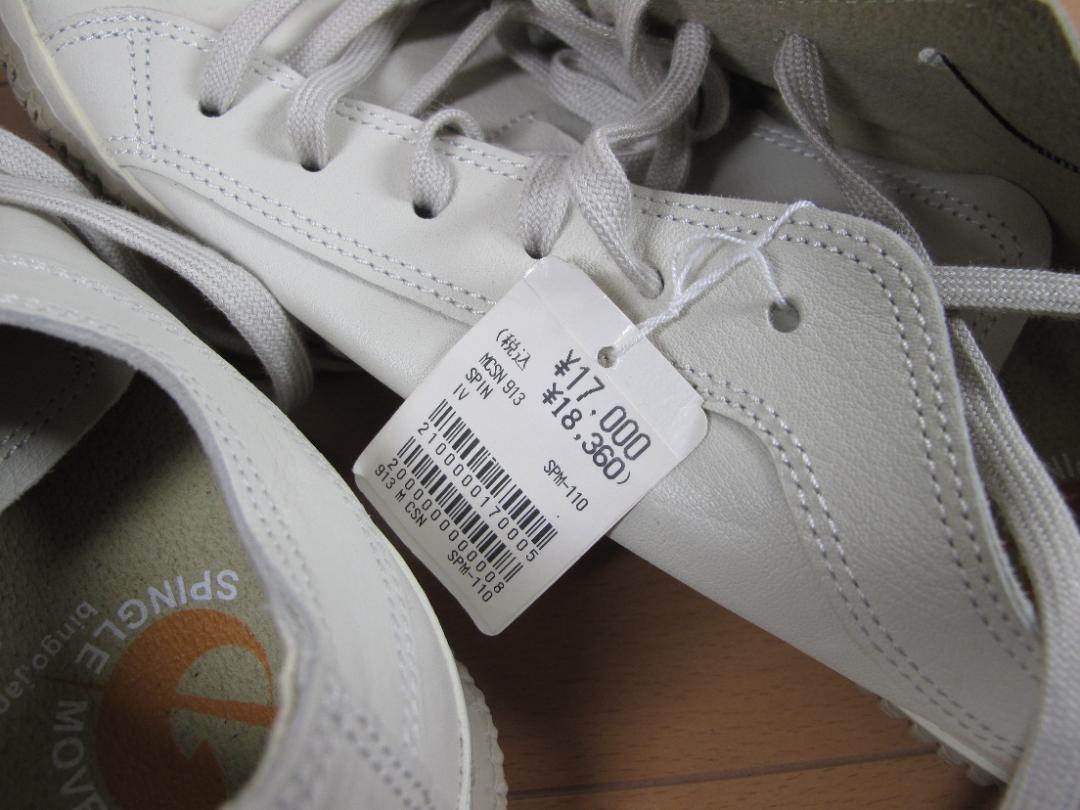 ¥17,000
(税込 ¥18,360)
MCSN 913 SPM-110
SPIN
IV
2100000170005
2000000000008
913 M CSN SPM-110
SPINGLE MOVE
bingo.japan